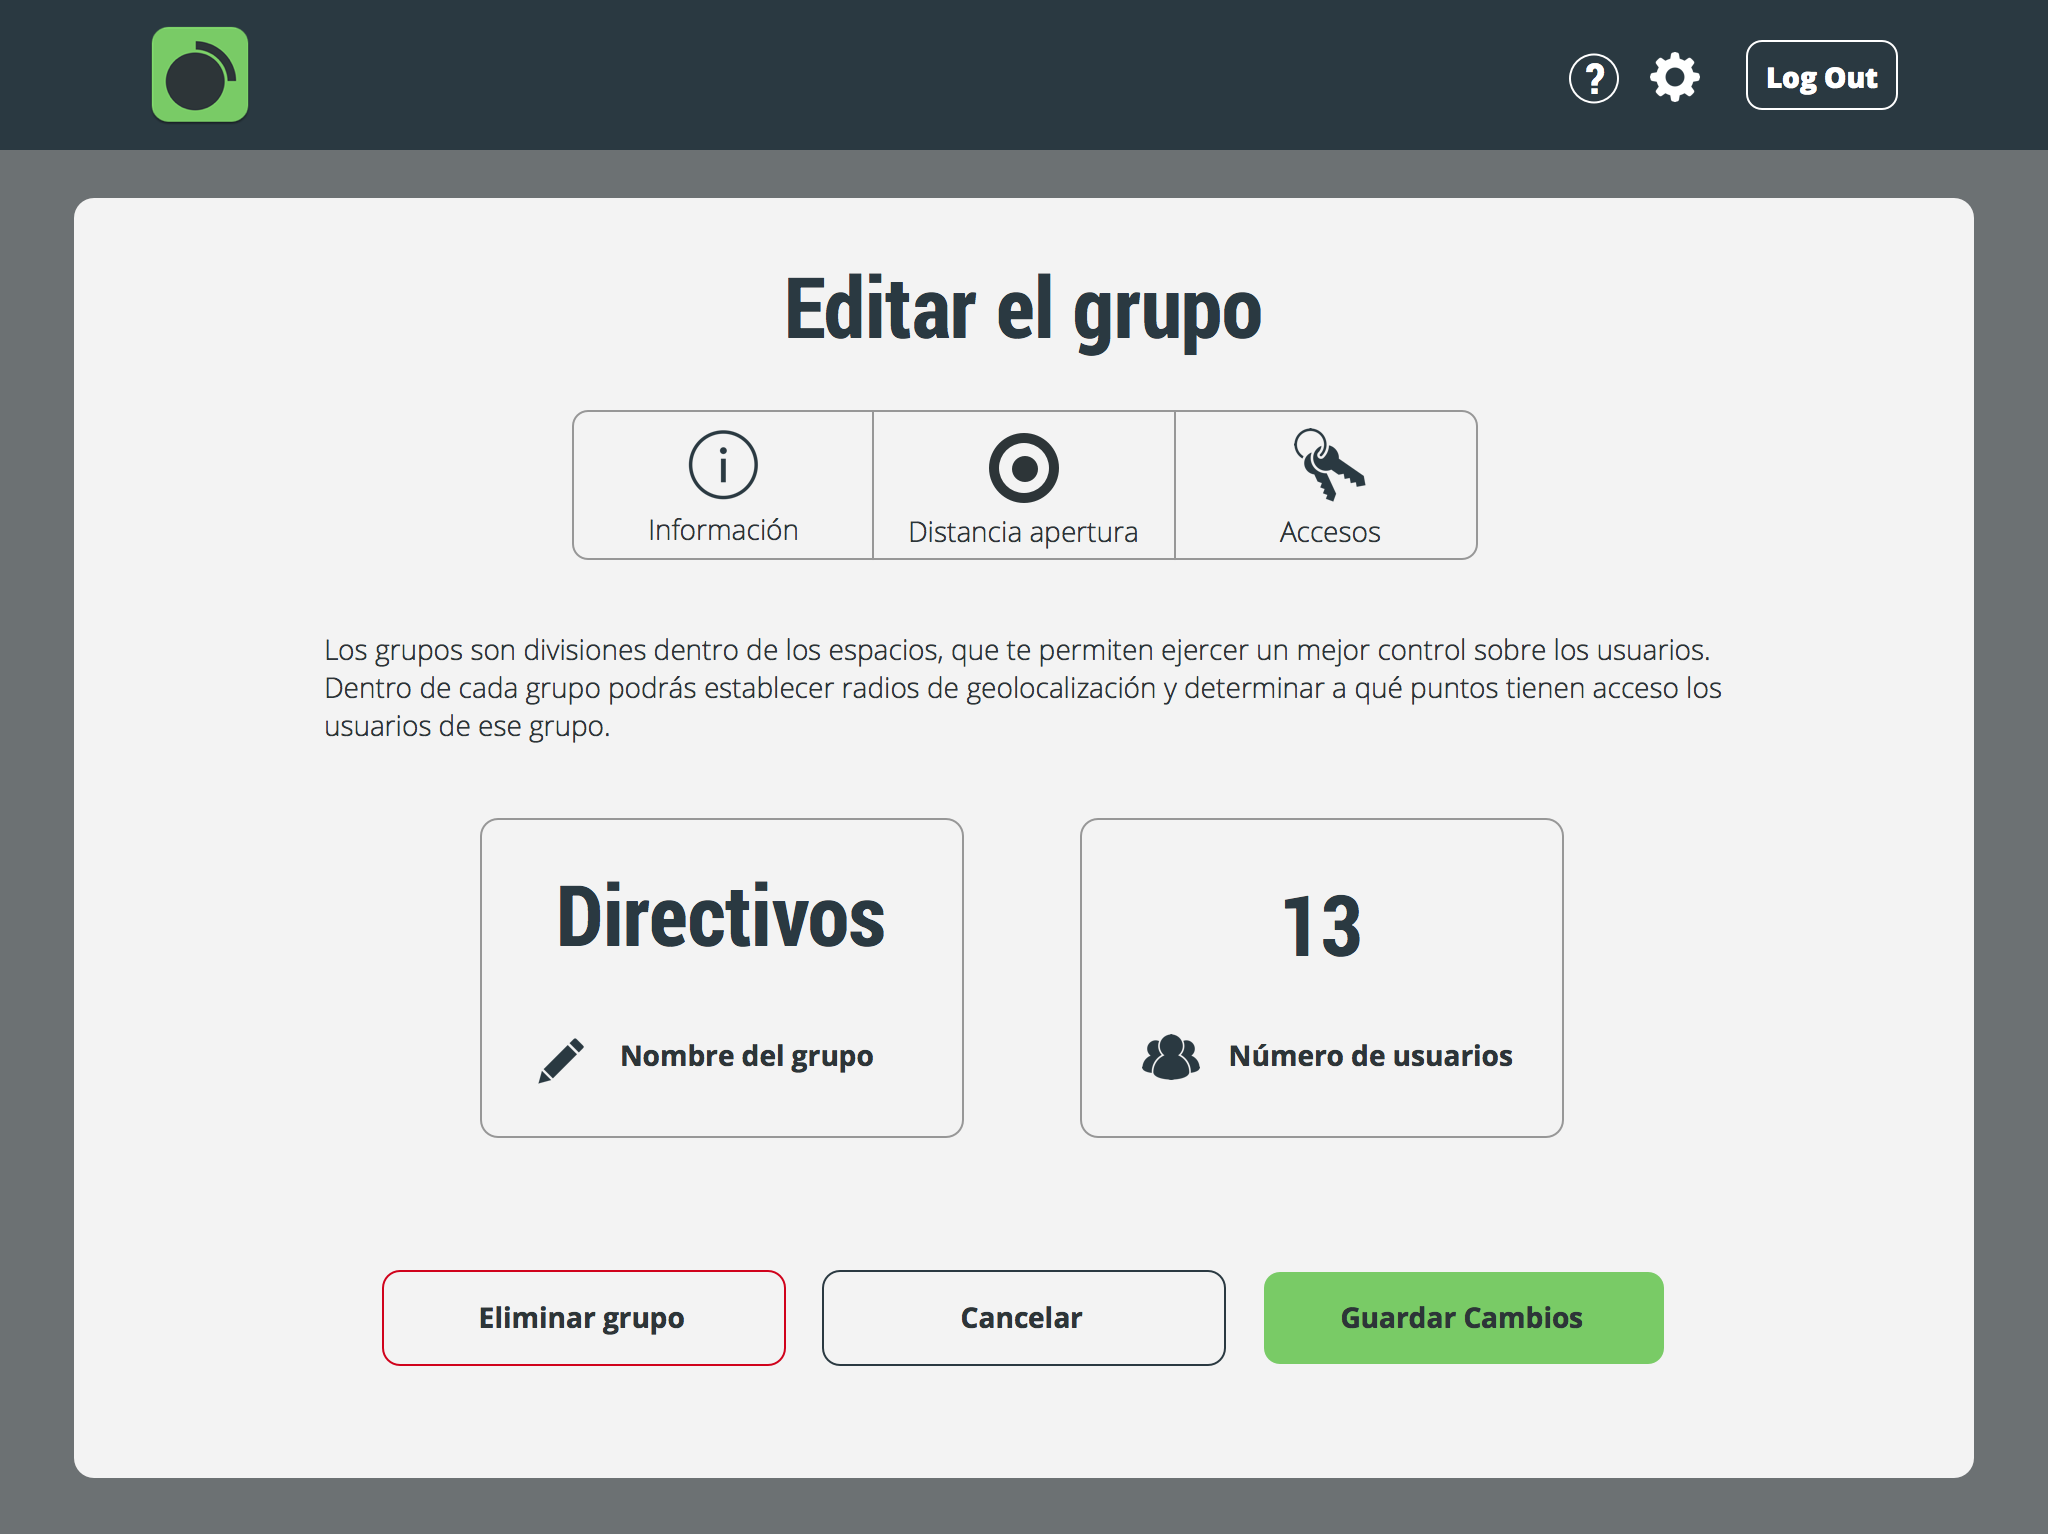 ?
Log Out
Editar el grupo
i
Información
Distancia apertura
Accesos
Los grupos son divisiones dentro de los espacios, que te permiten ejercer un mejor control sobre los usuarios.
Dentro de cada grupo podrás establecer radios de geolocalización y determinar a qué puntos tienen acceso los
usuarios de ese grupo.
Directivos
Nombre del grupo
13
Número de usuarios
Eliminar grupo
Cancelar
Guardar Cambios